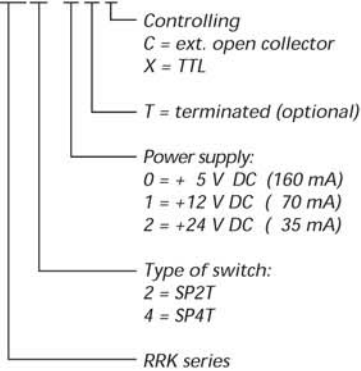 Controlling
C = ext. open collector
X = TTL
T = terminated (optional)
Power supply:
0 = + 5 V DC (160 mA)
1 = +12 V DC ( 70 mA)
2 = +24 V DC ( 35 mA)
Type of switch:
2 = SP2T
4 = SP4T
RRK series